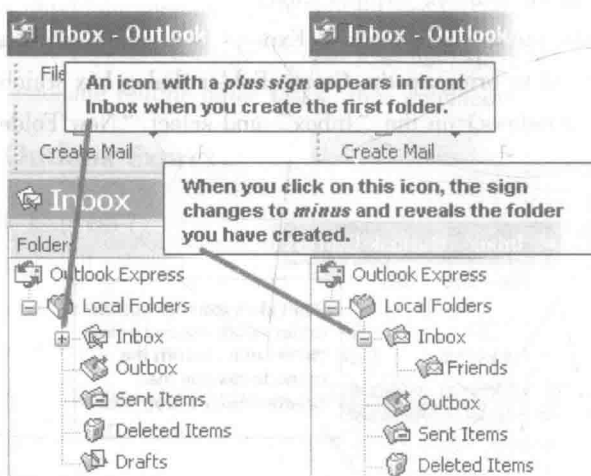 Inbox - Outlook
File
An icon with a plus sign appears in front
Inbox when you create the first folder.
Create Mail
Inbox
Folders
Outlook Express
Local Folders
Inbox
Outbox
Sent Items
Deleted Items
Drafts
Inbox - Outlook
Create Mail
When you click on this icon, the sign
changes to minus and reveals the folder
you have created.
Outlook Express
Local Folders
Inbox
Friends
Outbox
Sent Items
Deleted Items